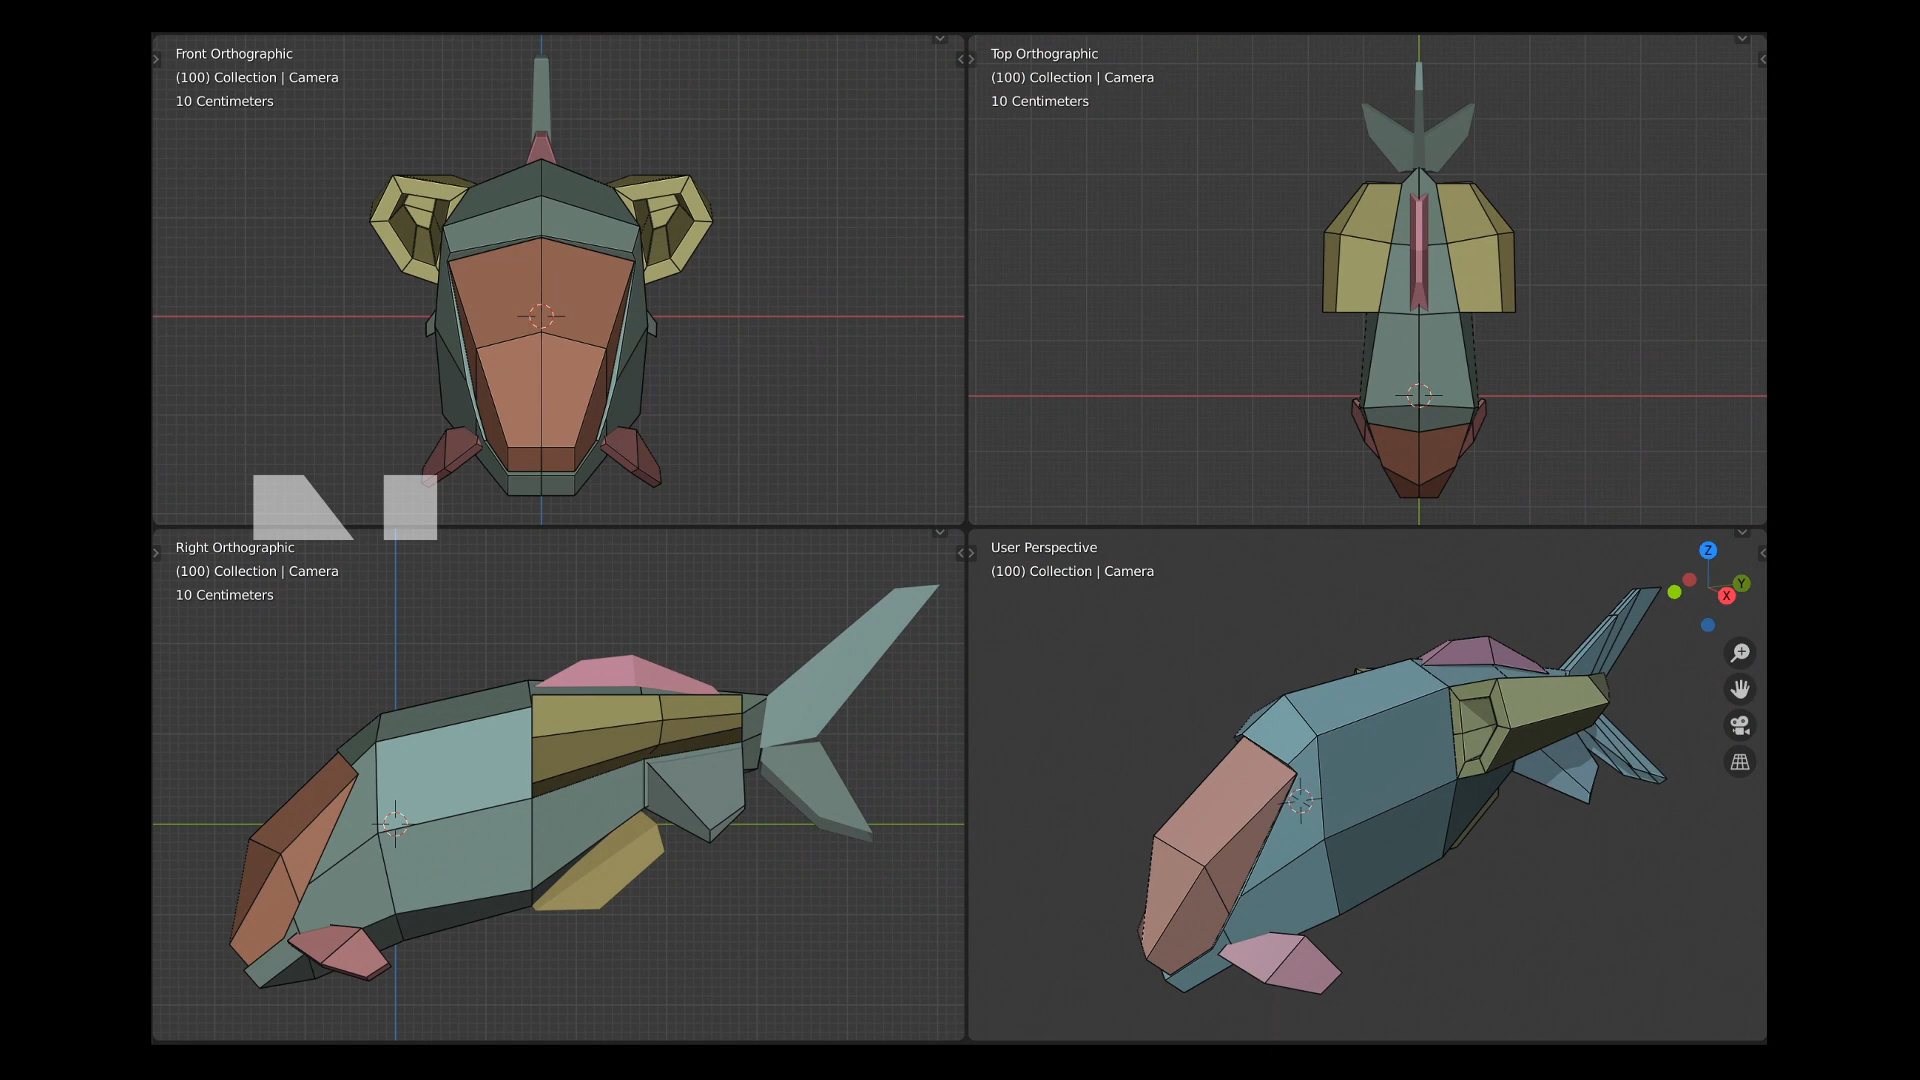 Front Orthographic
(100) Collection | Camera
10 Centimeters
Top Orthographic
(100) Collection | Camera
10 Centimeters
Right Orthographic
(100) Collection | Camera
10 Centimeters
User Perspective
(100) Collection | Camera
Z
Y
X